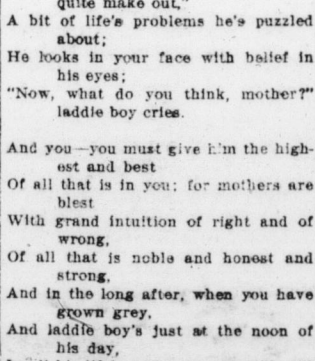 quite make out,"
A bit of life's problems he's puzzled
about;
He looks in your face with belief in
his eyes;
"Now, what do you think, mother?"
laddie boy cries.
And you—you must give him the high-
est and best
Of all that is in you; for mothers are
blest
With grand intuition of right and of
wrong,
Of all that is noble and honest and
strong,
And in the long after, when you have
grown grey,
And laddie boy's just at the noon of
his day,